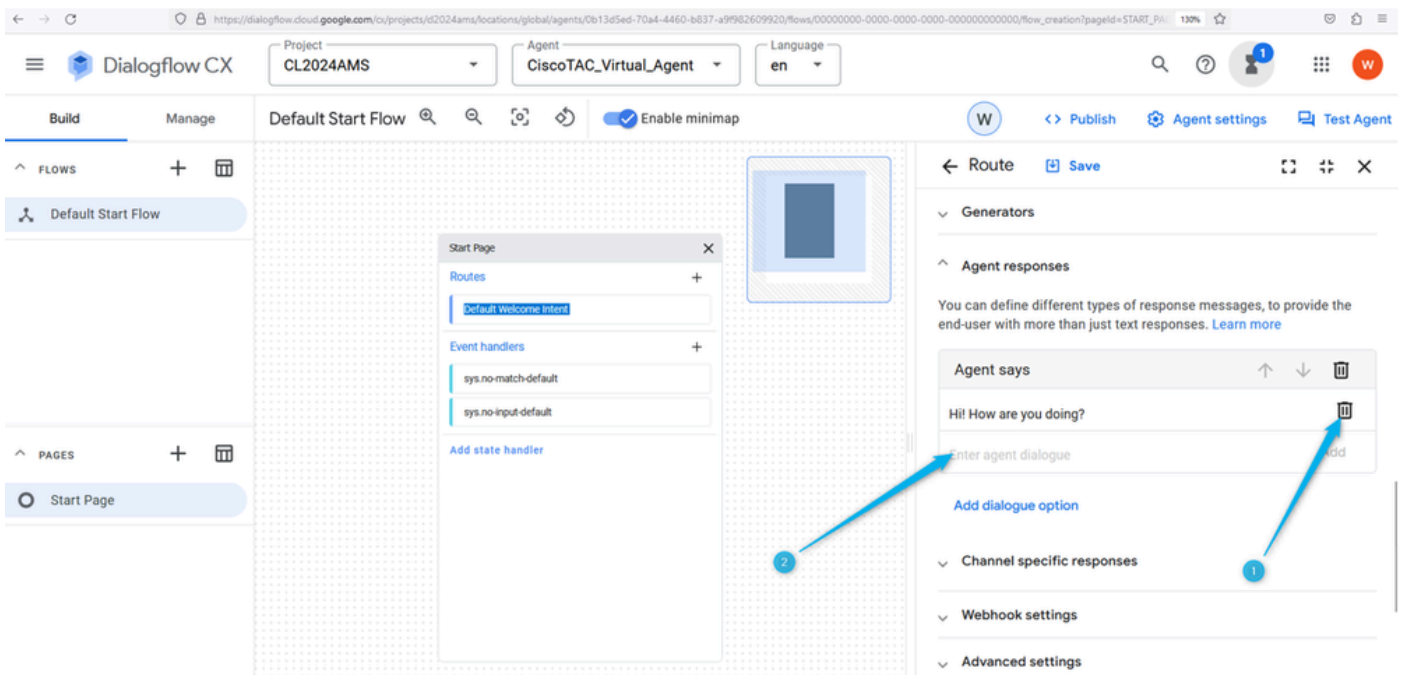 https://dialogflow.cloud.google.com/cx/projects/cl2024ams/locations/global/agents/0b13d5ed-70a4-4460-b837-a9f982609920/flows/00000000-0000-0000-0000-000000000000/flow_creation?pageId=START_PA 130%
Project
Agent
Language
Dialogflow CX
CL2024AMS
CiscoTAC_Virtual_Agent
en
1
W
Build
Manage
Default Start Flow
Enable minimap
W
<> Publish
Agent settings
Test Agent
FLOWS
Default Start Flow
PAGES
Start Page
Start Page
Routes
Default Welcome Intent
Event handlers
sys.no-match-default
sys.no-input-default
Add state handler
Route
Save
Generators
Agent responses
You can define different types of response messages, to provide the
end-user with more than just text responses. Learn more
Agent says
Hi! How are you doing?
Enter agent dialogue
Add dialogue option
2
1
Channel specific responses
Webhook settings
Advanced settings